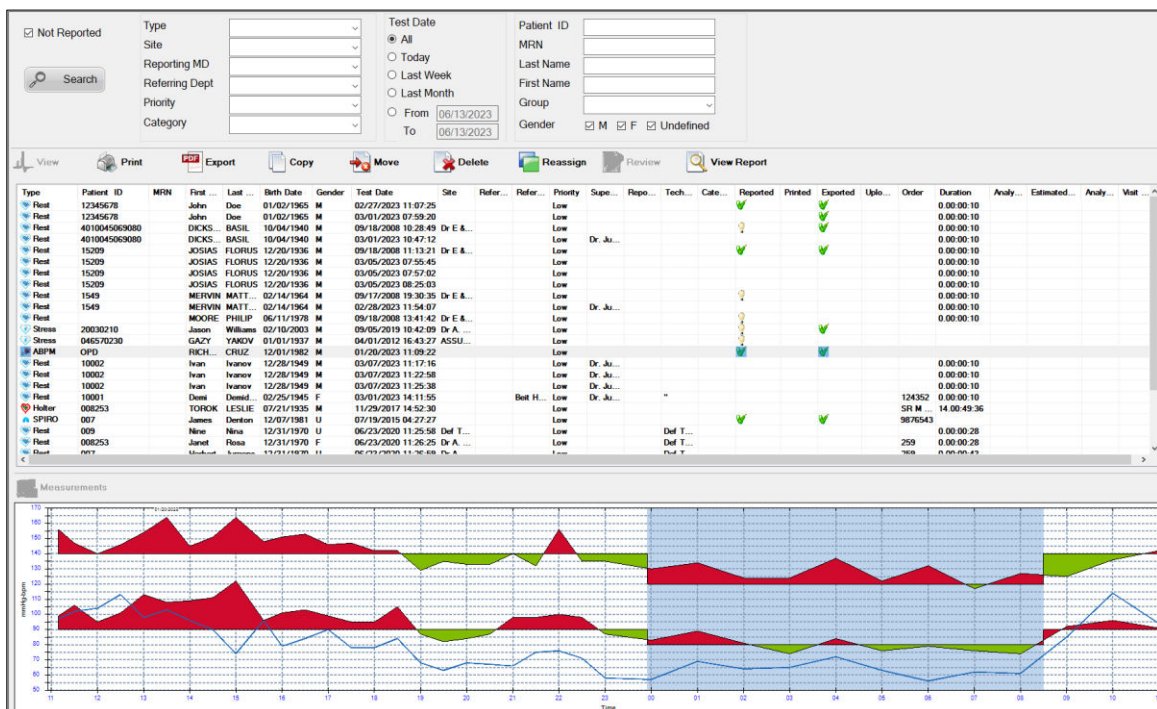 Not Reported
Search
Type
Site
Reporting MD
Referring Dept
Priority
Category
Test Date
All
Today
Last Week
Last Month
From 06/13/2023
To 06/13/2023
Patient ID
MRN
Last Name
First Name
Group
Gender M F Undefined
View Print PDF Export Copy Move Delete Reassign Review View Report
Type Patient ID MRN First ... Last ... Birth Date Gender Test Date Site Refer... Refer... Priority Supe... Repo... Tech... Cate... Reported Printed Exported Uplo... Order Duration Analy... Estimated... Analy... Visit ...
Rest 12345678 John Doe 01/02/1965 M 02/27/2023 11:07:25 Low 0.00:00:10
Rest 12345678 John Doe 01/02/1965 M 03/01/2023 07:59:20 Low 0.00:00:10
Rest 4010045069080 DICKS... BASIL 10/04/1940 M 09/18/2008 10:28:49 Dr E &... Low 0.00:00:10
Rest 4010045069080 DICKS... BASIL 10/04/1940 M 03/01/2023 10:47:12 Low Dr. Ju... 0.00:00:10
Rest 15209 JOSIAS FLORUS 12/20/1936 M 09/18/2008 11:13:21 Dr E &... Low 0.00:00:10
Rest 15209 JOSIAS FLORUS 12/20/1936 M 03/05/2023 07:55:45 Low 0.00:00:10
Rest 15209 JOSIAS FLORUS 12/20/1936 M 03/05/2023 07:57:02 Low 0.00:00:10
Rest 15209 JOSIAS FLORUS 12/20/1936 M 03/05/2023 08:25:03 Low 0.00:00:10
Rest 1549 MERVIN MATT... 02/14/1964 M 09/17/2008 19:30:35 Dr E &... Low 0.00:00:10
Rest 1549 MERVIN MATT... 02/14/1964 M 02/28/2023 11:54:07 Low Dr. Ju... 0.00:00:10
Rest MOORE PHILIP 06/11/1978 M 09/18/2008 13:41:42 Dr E &... Low 0.00:00:10
Stress 20030210 Jason Williams 02/10/2003 M 09/05/2019 10:42:09 Dr A. ... Low
Stress 046570230 GAZY YAKOV 01/01/1937 M 04/01/2012 16:43:27 ASSU... Low
ABPM OPD RICH... CRUZ 12/01/1982 M 01/20/2023 11:09:22 Low
Rest 10002 Ivan Ivanov 12/28/1949 M 03/07/2023 11:17:16 Low Dr. Ju... 0.00:00:10
Rest 10002 Ivan Ivanov 12/28/1949 M 03/07/2023 11:22:58 Low Dr. Ju... 0.00:00:10
Rest 10002 Ivan Ivanov 12/28/1949 M 03/07/2023 11:25:38 Low Dr. Ju... 0.00:00:10
Rest 10001 Demi Demid... 02/25/1945 F 03/01/2023 14:11:55 Beit H... Low Dr. Ju... " 124352 0.00:00:10
Holter 008253 TOROK LESLIE 07/21/1935 M 11/29/2017 14:52:30 Low SR M ... 14.00:49:36
SPIRO 007 James Denton 12/07/1981 U 07/19/2015 04:27:27 Low 9876543
Rest 009 Nine Nina 12/31/1970 U 06/23/2020 11:25:58 Def T... Low Def T... 0.00:00:28
Rest 008253 Janet Rosa 12/31/1970 F 06/23/2020 11:26:25 Dr A. ... Low Def T... 259 0.00:00:28
Measurements
170
160
150
140
130
120
110
100
90
80
70
60
50
mmHg-bpm
11 12 13 14 15 16 17 18 19 20 21 22 23 00 01 02 03 04 05 06 07 08 09 10
Time